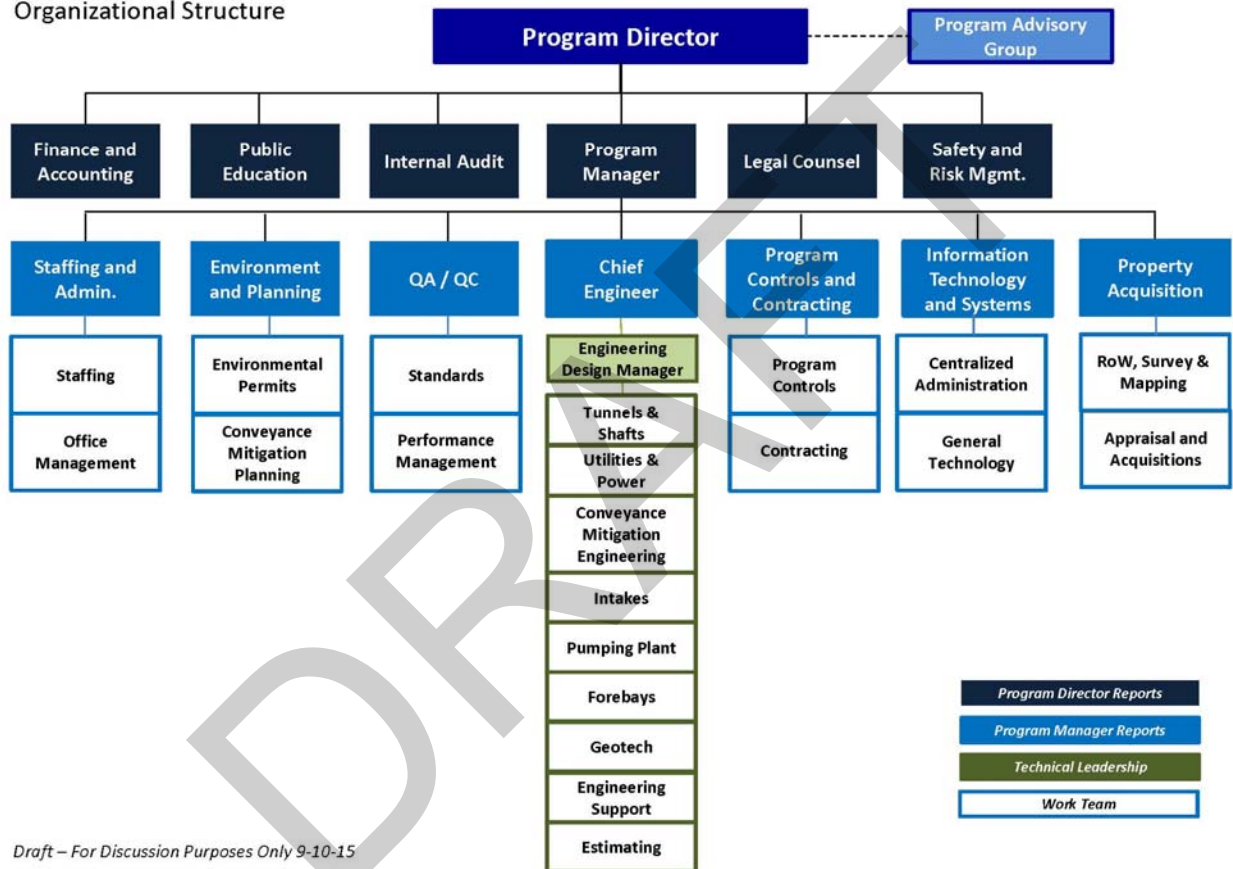 Organizational Structure
Program Director
Program Advisory
Group
Finance and
Accounting
Public
Education
Internal Audit
Program
Manager
Legal Counsel
Safety and
Risk Mgmt.
Staffing and
Admin.
Environment
and Planning
QA / QC
Chief
Engineer
Program
Controls and
Contracting
Information
Technology
and Systems
Property
Acquisition
Staffing
Office
Management
Environmental
Permits
Conveyance
Mitigation
Planning
Standards
Performance
Management
Engineering
Design Manager
Tunnels &
Shafts
Utilities &
Power
Conveyance
Mitigation
Engineering
Intakes
Pumping Plant
Forebays
Geotech
Engineering
Support
Estimating
Program
Controls
Contracting
Centralized
Administration
General
Technology
RoW, Survey &
Mapping
Appraisal and
Acquisitions
Program Director Reports
Program Manager Reports
Technical Leadership
Work Team
Draft – For Discussion Purposes Only 9-10-15
DRAFT